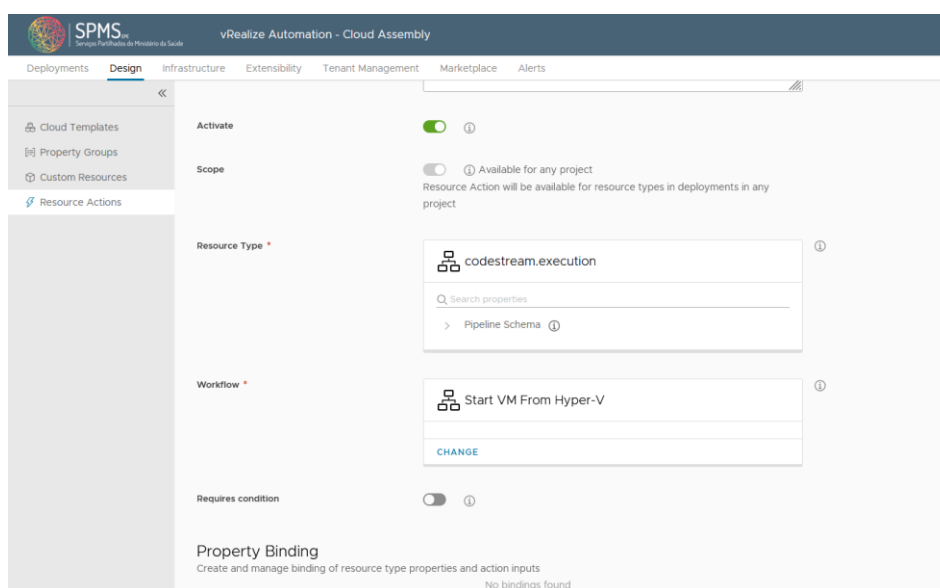 SPMS EPE
Serviços Partilhados do Ministério da Saúde
vRealize Automation - Cloud Assembly
Deployments Design Infrastructure Extensibility Tenant Management Marketplace Alerts
Cloud Templates
Property Groups
Custom Resources
Resource Actions
Activate
Scope
Available for any project
Resource Action will be available for resource types in deployments in any
project
Resource Type *
codestream.execution
Search properties
Pipeline Schema
Workflow *
Start VM From Hyper-V
CHANGE
Requires condition
Property Binding
Create and manage binding of resource type properties and action inputs
No bindings found